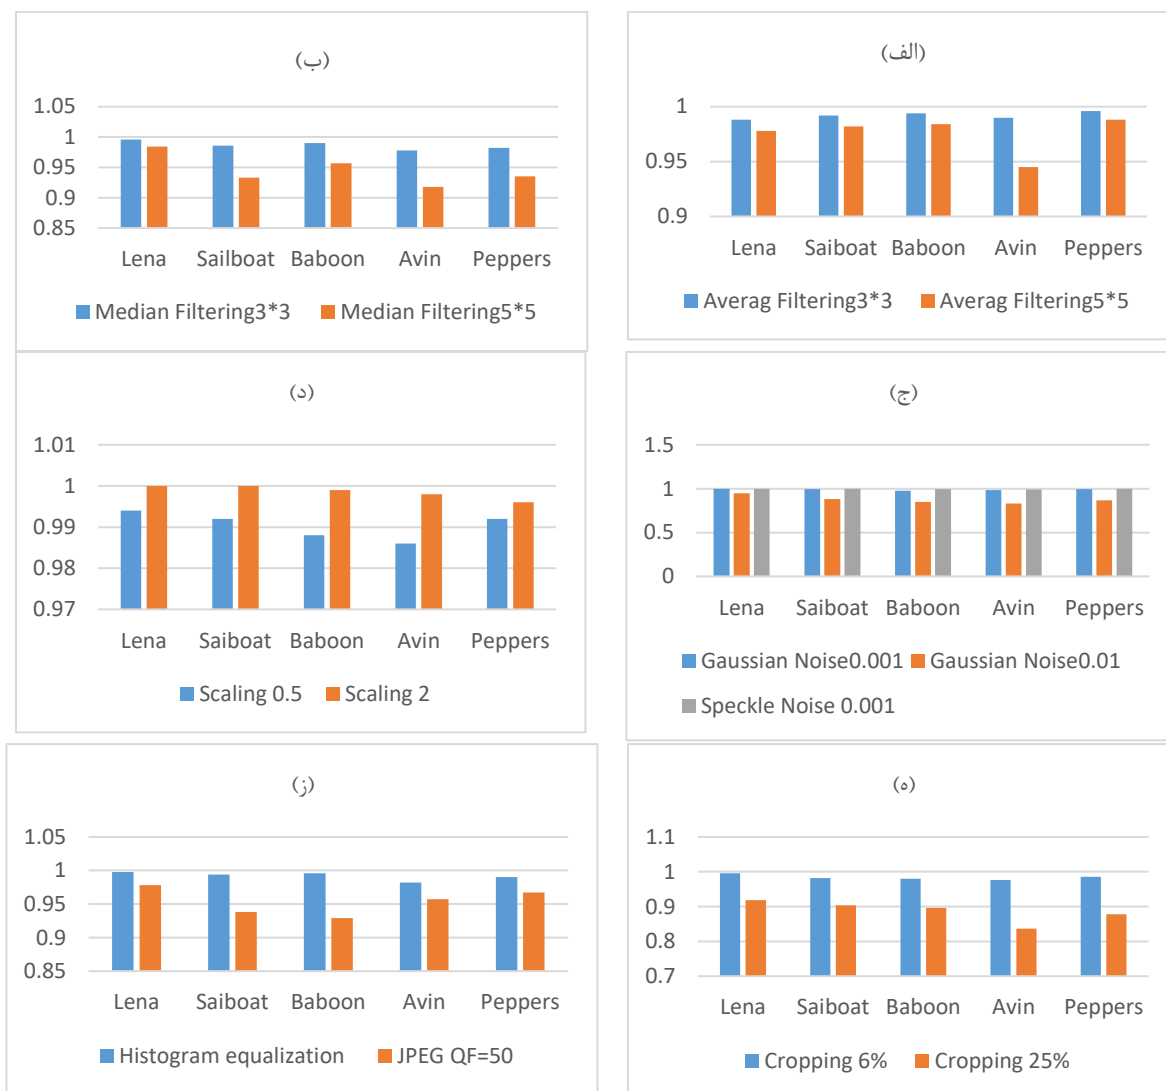 (الف)
1
0.95
0.9
Lena Saiboat Baboon Avin Peppers
Averag Filtering3*3 Averag Filtering5*5
(ب)
1.05
1
0.95
0.9
0.85
Lena Sailboat Baboon Avin Peppers
Median Filtering3*3 Median Filtering5*5
(ج)
1.5
1
0.5
0
Lena Saiboat Baboon Avin Peppers
Gaussian Noise0.001 Gaussian Noise0.01
Speckle Noise 0.001
(د)
1.01
1
0.99
0.98
0.97
Lena Saiboat Baboon Avin Peppers
Scaling 0.5 Scaling 2
(ه)
1.1
1
0.9
0.8
0.7
Lena Saiboat Baboon Avin Peppers
Cropping 6% Cropping 25%
(ز)
1.05
1
0.95
0.9
0.85
Lena Saiboat Baboon Avin Peppers
Histogram equalization JPEG QF=50